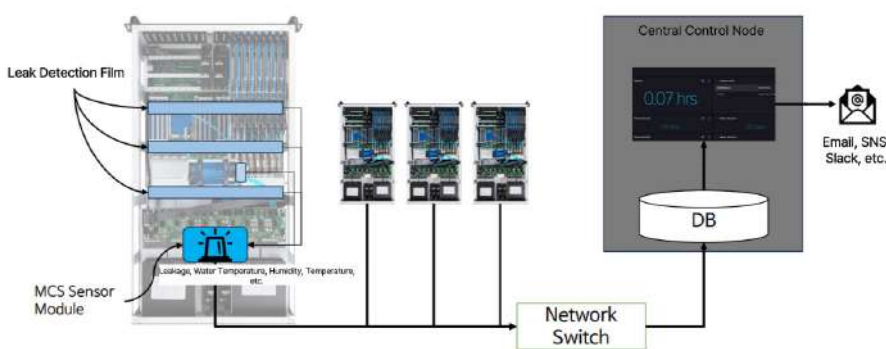 Leak Detection Film
MCS Sensor
Module
Leakage, Water Temperature, Humidity, Temperature,
etc.
Network
Switch
Central Control Node
0.07 hrs
DB
Email, SNS
Slack, etc.